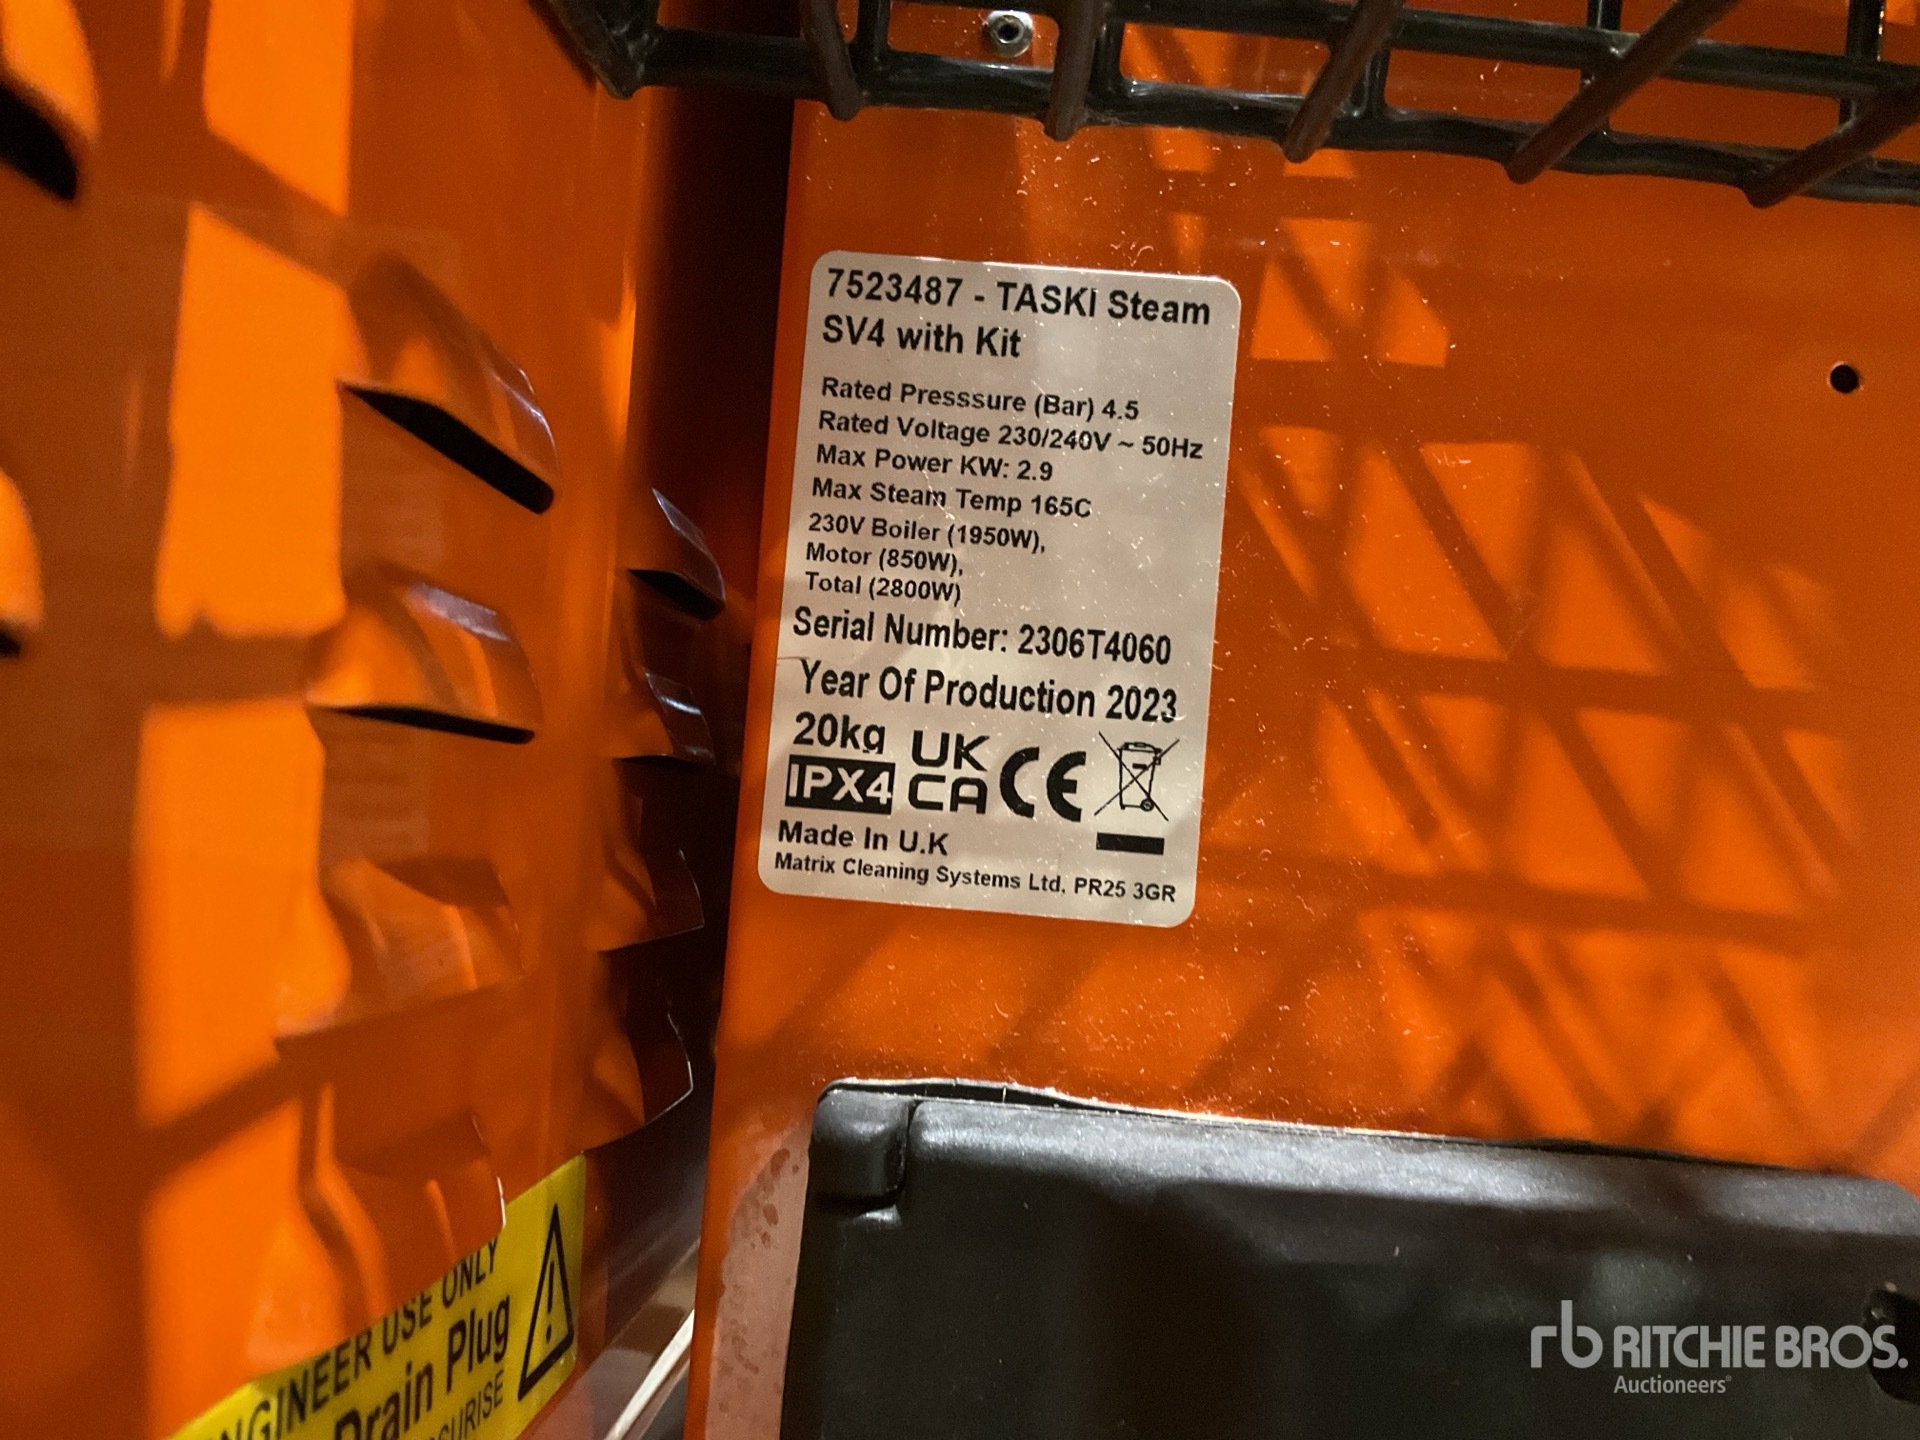 7523487 - TASKI Steam
SV4 with Kit
Rated Presssure (Bar) 4.5
Rated Voltage 230/240V ~ 50Hz
Max Power KW: 2.9
Max Steam Temp 165C
230V Boiler (1950W),
Motor (850W),
Total (2800W)
Serial Number: 2306T4060
Year Of Production 2023
20kg
IPX4
UK
CA
CE
Made In U.K
Matrix Cleaning Systems Ltd, PR25 3GR
USE ONLY
Plug
rb RITCHIE BROS.
Auctioneers